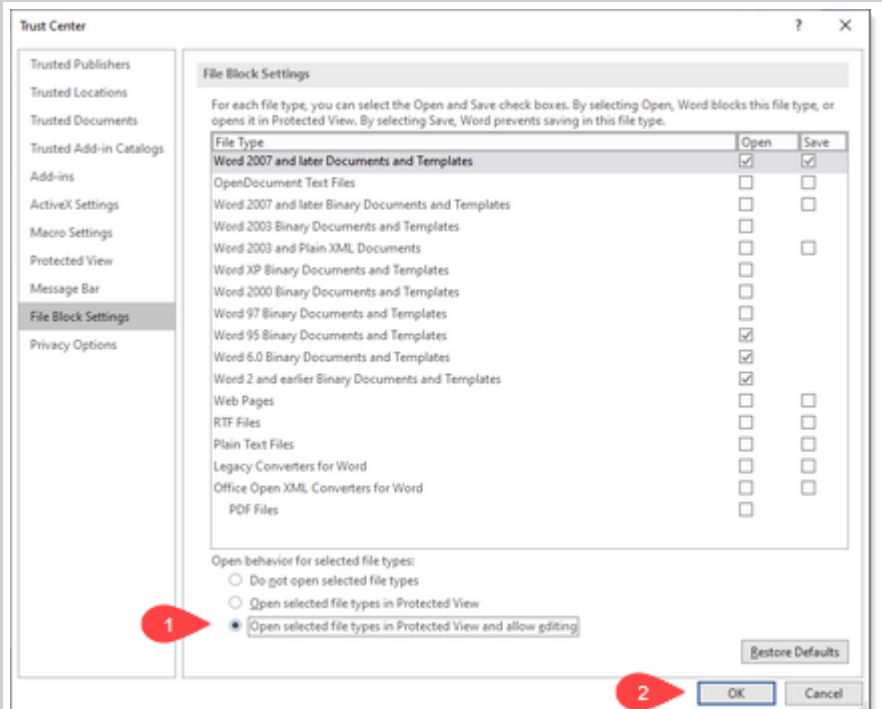 Trust Center
?
Trusted Publishers
Trusted Locations
Trusted Documents
Trusted Add-in Catalogs
Add-ins
ActiveX Settings
Macro Settings
Protected View
Message Bar
File Block Settings
Privacy Options
File Block Settings
For each file type, you can select the Open and Save check boxes. By selecting Open, Word blocks this file type, or
opens it in Protected View. By selecting Save, Word prevents saving in this file type.
File Type Open Save
Word 2007 and later Documents and Templates
OpenDocument Text Files
Word 2007 and later Binary Documents and Templates
Word 2003 Binary Documents and Templates
Word 2003 and Plain XML Documents
Word XP Binary Documents and Templates
Word 2000 Binary Documents and Templates
Word 97 Binary Documents and Templates
Word 95 Binary Documents and Templates
Word 6.0 Binary Documents and Templates
Word 2 and earlier Binary Documents and Templates
Web Pages
RTF Files
Plain Text Files
Legacy Converters for Word
Office Open XML Converters for Word
PDF Files
Open behavior for selected file types:
Do not open selected file types
Open selected file types in Protected View
1 Open selected file types in Protected View and allow editing
Restore Defaults
2 OK Cancel